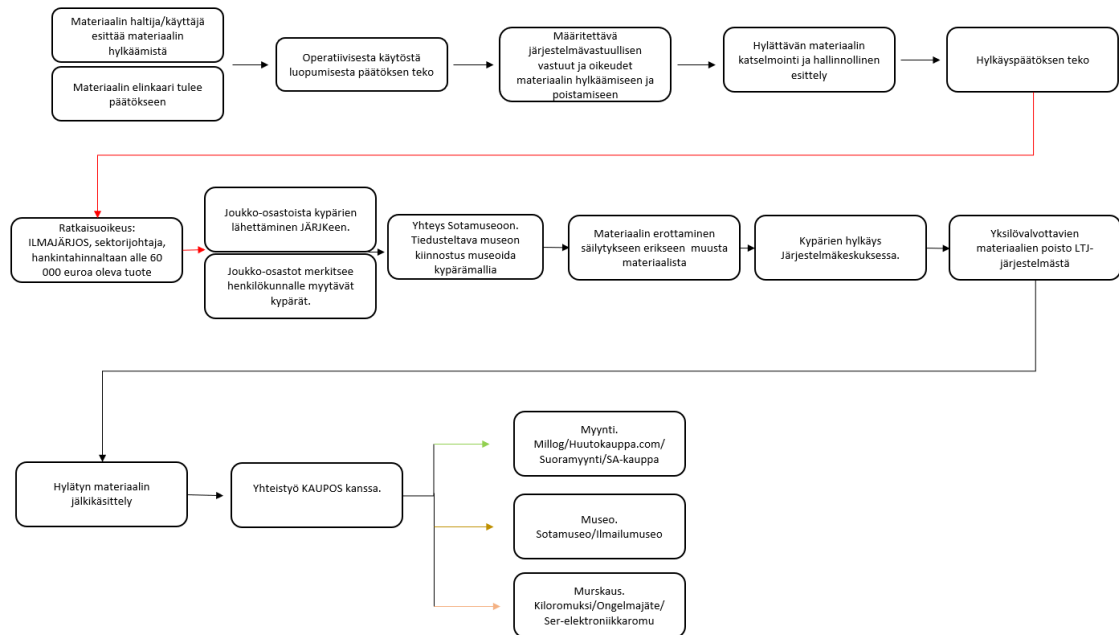 Materiaalin haltija/käyttäjä
esittää materiaalin
hylkäämistä
Materiaalin elinkaari tulee
päätökseen
Operatiivisesta käytöstä
luopumisesta päätöksen teko
Määritettävä
järjestelmävastuullisen
vastuut ja oikeudet
materiaalin hylkäämiseen ja
poistamiseen
Hylättävän materiaalin
katselmointi ja hallinnollinen
esittely
Hylkäyspäätöksen teko
Ratkaisuoikeus:
ILMAJÄRJOS, sektorijohtaja,
hankintahinnaltaan alle 60
000 euroa oleva tuote
Joukko-osastoista kypärien
lähettäminen JÄRJKeen.
Joukko-osastot merkitsee
henkilökunnalle myytävät
kypärät.
Yhteys Sotamuseoon.
Tiedusteltava museon
kiinnostus museoida
kypärämallia
Materiaalin erottaminen
säilytykseen erikseen muusta
materiaalista
Kypärien hylkäys
Järjestelmäkeskuksessa.
Yksilövalvottavien
materiaalien poisto LTJ-
järjestelmästä
Hylätyn materiaalin
jälkikäsittely
Yhteistyö KAUPOS kanssa.
Myynti.
Millog/Huutokauppa.com/
Suoramyynti/SA-kauppa
Museo.
Sotamuseo/Ilmailumuseo
Murskaus.
Kiloromuksi/Ongelmajäte/
Ser-elektroniikkaromu